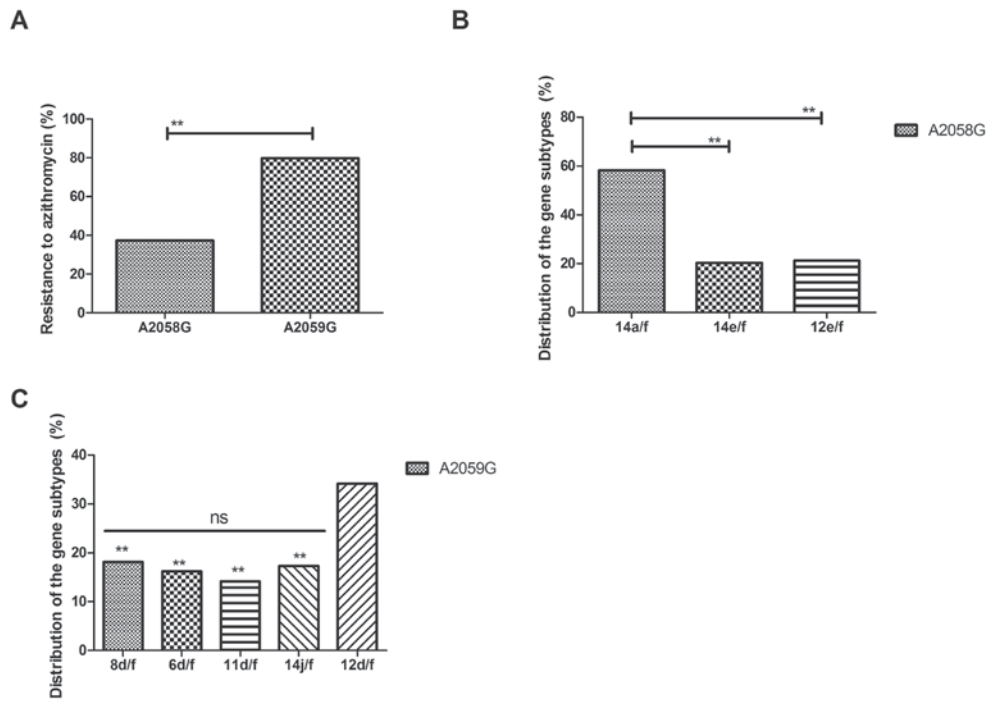 A
Resistance to azithromycin (%)
100
80
60
40
20
0
**
A2058G
A2059G
B
Distribution of the gene subtypes (%)
80
60
40
20
0
**
**
14a/f
14e/f
12e/f
A2058G
C
Distribution of the gene subtypes (%)
40
30
20
10
0
ns
**
**
**
**
8d/f
6d/f
11d/f
14j/f
12d/f
A2059G